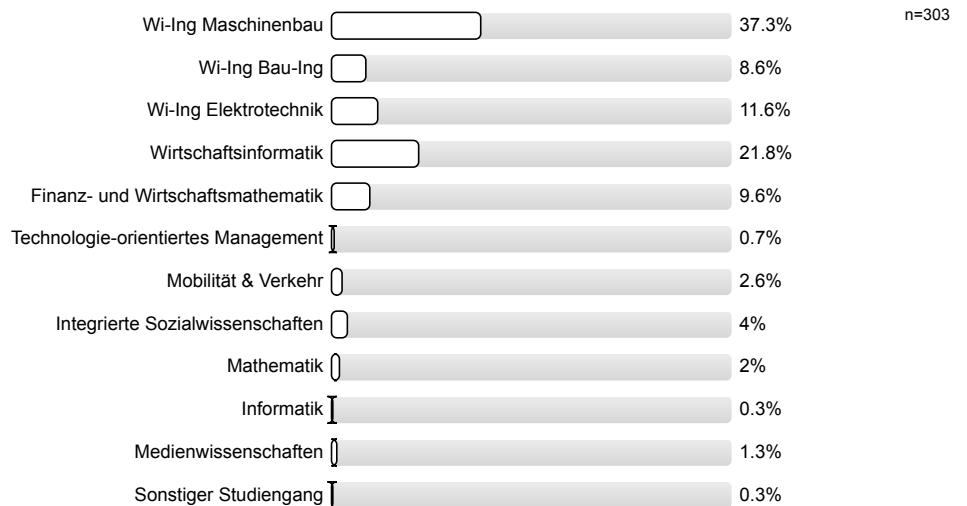 n=303
Wi-Ing Maschinenbau 37.3%
Wi-Ing Bau-Ing 8.6%
Wi-Ing Elektrotechnik 11.6%
Wirtschaftsinformatik 21.8%
Finanz- und Wirtschaftsmathematik 9.6%
Technologie-orientiertes Management 0.7%
Mobilität & Verkehr 2.6%
Integrierte Sozialwissenschaften 4%
Mathematik 2%
Informatik 0.3%
Medienwissenschaften 1.3%
Sonstiger Studiengang 0.3%